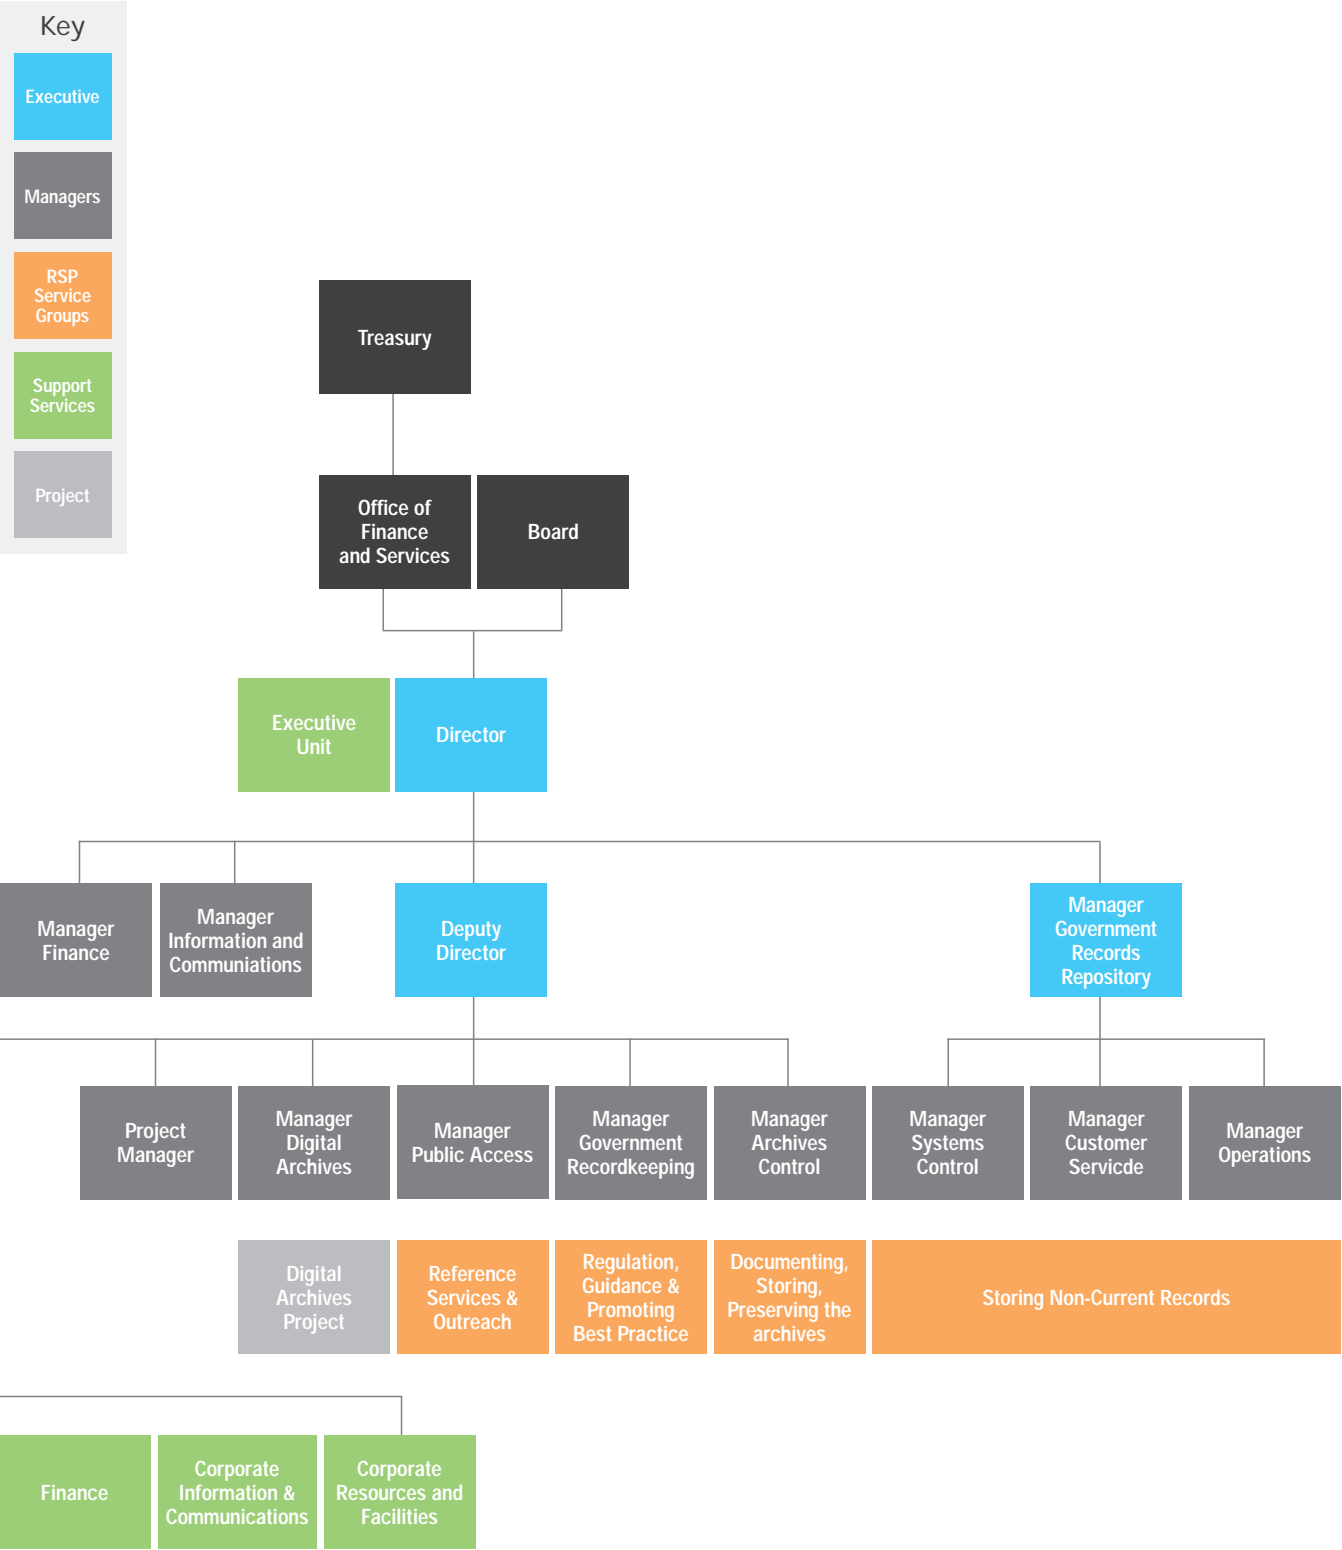 Key
Executive
Managers
RSP
Service
Groups
Support
Services
Project
Treasury
Office of
Finance
and Services
Board
Executive
Unit
Director
Manager
Finance
Manager
Information and
Communiations
Deputy
Director
Manager
Government
Records
Repository
Project
Manager
Manager
Digital
Archives
Manager
Public Access
Manager
Government
Recordkeeping
Manager
Archives
Control
Manager
Systems
Control
Manager
Customer
Servicde
Manager
Operations
Digital
Archives
Project
Reference
Services &
Outreach
Regulation,
Guidance &
Promoting
Best Practice
Documenting,
Storing,
Preserving the
archives
Storing Non-Current Records
Finance
Corporate
Information &
Communications
Corporate
Resources and
Facilities